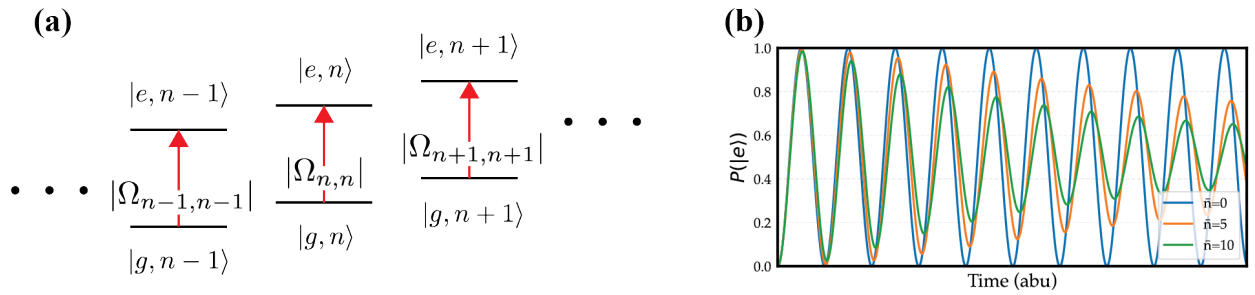 (a)
|e, n + 1⟩
|e, n⟩
|e, n − 1⟩
|Ω_{n+1,n+1}|
|Ω_{n,n}|
|Ω_{n−1,n−1}|
|g, n + 1⟩
|g, n⟩
|g, n − 1⟩
(b)
1.0
0.8
0.6
0.4
0.2
0.0
P(|e⟩)
Time (abu)
n̄=0
n̄=5
n̄=10